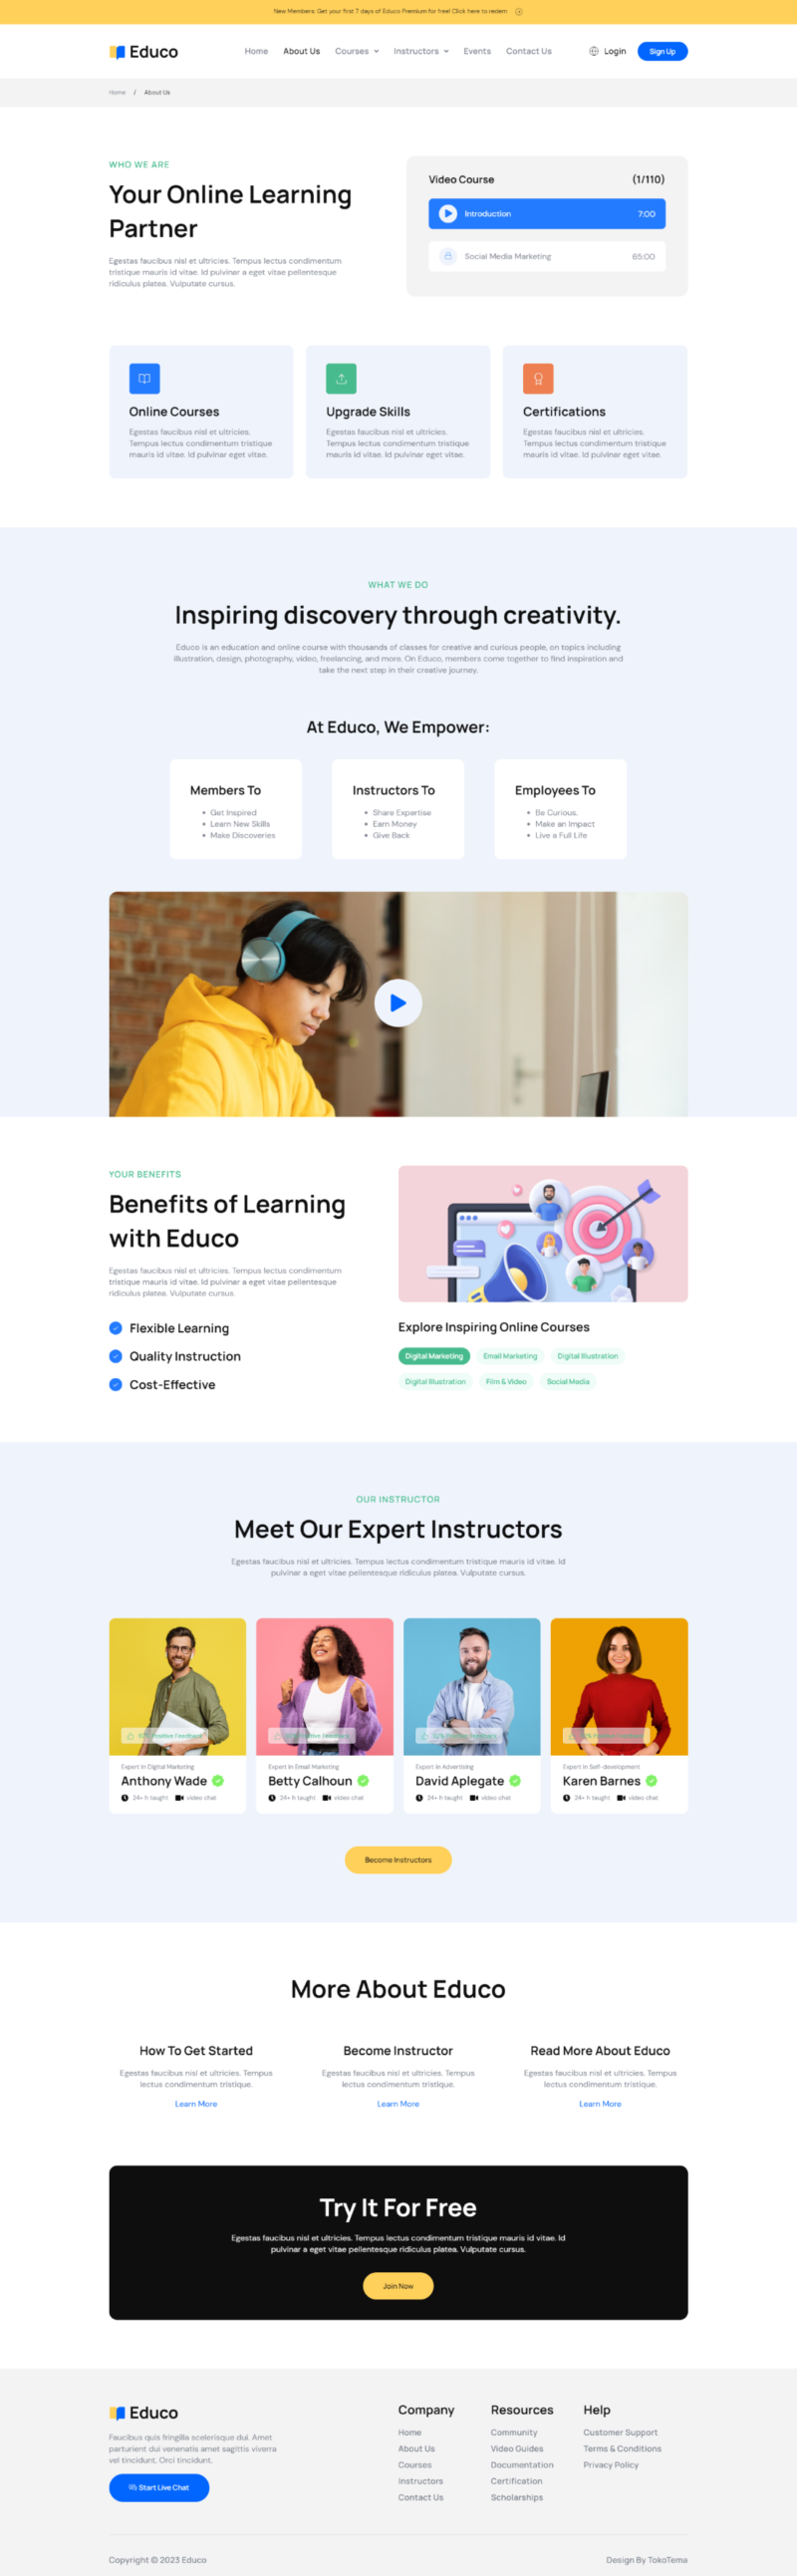 New Members: Get your first 7 days of Educo Premium for free! Click here to redem
Educo
Home About Us Courses Instructors Events Contact Us Login Sign Up
Home / About Us
WHO WE ARE
Your Online Learning
Partner
Egestas faucibus nisl et ultricies. Tempus lectus condimentum
tristique mauris id vitae. Id pulvinar a eget vitae pellentesque
ridiculus platea. Vulputate cursus.
Video Course (1/110)
Introduction 7:00
Social Media Marketing 65:00
Online Courses
Egestas faucibus nisl et ultricies.
Tempus lectus condimentum tristique
mauris id vitae. Id pulvinar eget vitae.
Upgrade Skills
Egestas faucibus nisl et ultricies.
Tempus lectus condimentum tristique
mauris id vitae. Id pulvinar eget vitae.
Certifications
Egestas faucibus nisl et ultricies.
Tempus lectus condimentum tristique
mauris id vitae. Id pulvinar eget vitae.
WHAT WE DO
Inspiring discovery through creativity.
Educo is an education and online course with thousands of classes for creative and curious people, on topics including
illustration, design, photography, video, freelancing, and more. On Educo, members come together to find inspiration and
take the next step in their creative journey.
At Educo, We Empower:
Members To
Get Inspired
Learn New Skills
Make Discoveries
Instructors To
Share Expertise
Earn Money
Give Back
Employees To
Be Curious.
Make an Impact
Live a Full Life
YOUR BENEFITS
Benefits of Learning
with Educo
Egestas faucibus nisl et ultricies. Tempus lectus condimentum
tristique mauris id vitae. Id pulvinar a eget vitae pellentesque
ridiculus platea. Vulputate cursus.
Flexible Learning
Quality Instruction
Cost-Effective
Explore Inspiring Online Courses
Digital Marketing Email Marketing Digital Illustration
Digital Illustration Film & Video Social Media
OUR INSTRUCTOR
Meet Our Expert Instructors
Egestas faucibus nisl et ultricies. Tempus lectus condimentum tristique mauris id vitae. Id
pulvinar a eget vitae pellentesque ridiculus platea. Vulputate cursus.
Positive Feedback
Expert in Digital Marketing
Anthony Wade
24+ h taught video chat
Expert in Email Marketing
Betty Calhoun
24+ h taught video chat
Expert in Advertising
David Aplegate
24+ h taught video chat
Expert in Self-development
Karen Barnes
24+ h taught video chat
Become Instructors
More About Educo
How To Get Started
Egestas faucibus nisl et ultricies. Tempus
lectus condimentum tristique.
Learn More
Become Instructor
Egestas faucibus nisl et ultricies. Tempus
lectus condimentum tristique.
Learn More
Read More About Educo
Egestas faucibus nisl et ultricies. Tempus
lectus condimentum tristique.
Learn More
Try It For Free
Egestas faucibus nisl et ultricies. Tempus lectus condimentum tristique mauris id vitae. Id
pulvinar a eget vitae pellentesque ridiculus platea. Vulputate cursus.
Join Now
Educo
Faucibus quis fringilla scelerisque dui. Amet
parturient dui venenatis amet sagittis viverra
vel tincidunt. Orci tincidunt.
Start Live Chat
Company
Home
About Us
Courses
Instructors
Contact Us
Resources
Community
Video Guides
Documentation
Certification
Scholarships
Help
Customer Support
Terms & Conditions
Privacy Policy
Copyright © 2023 Educo
Design By TokoTema